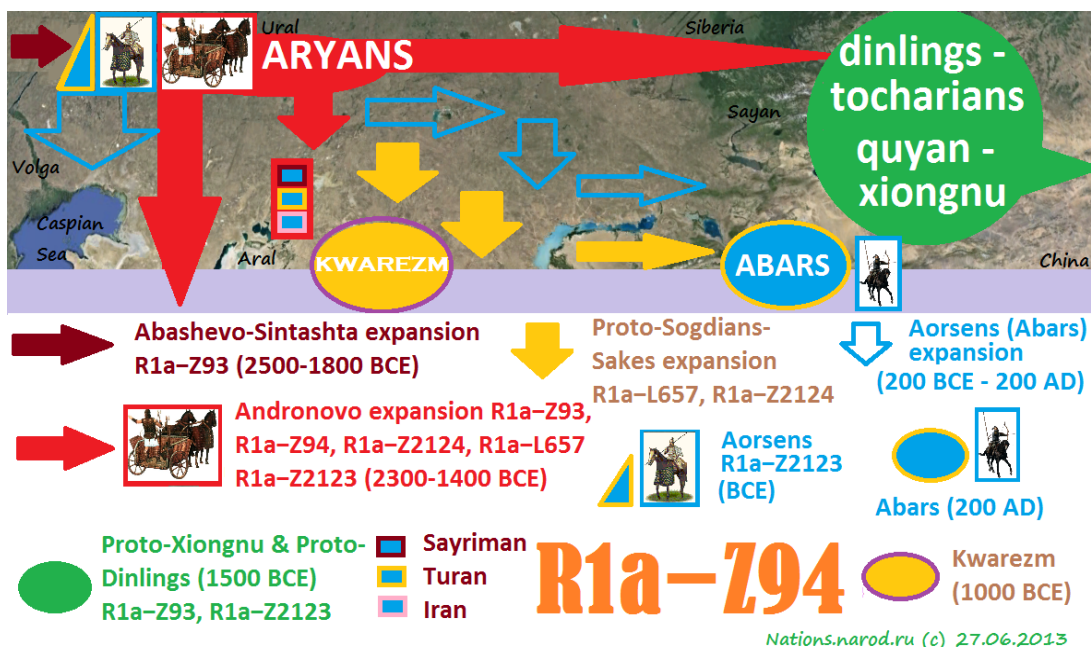 Ural
Siberia
ARYANS
dinlings -
tocharians
quyan -
xiongnu
Sayan
Volga
Caspian
Sea
Aral
KWAREZM
ABARS
China
Abashevo-Sintashta expansion
R1a–Z93 (2500-1800 BCE)
Proto-Sogdians-
Sakes expansion
R1a–L657, R1a–Z2124
Aorsens (Abars)
expansion
(200 BCE - 200 AD)
Andronovo expansion R1a–Z93,
R1a–Z94, R1a–Z2124, R1a–L657
R1a–Z2123 (2300-1400 BCE)
Aorsens
R1a–Z2123
(BCE)
Abars (200 AD)
Proto-Xiongnu & Proto-
Dinlings (1500 BCE)
R1a–Z93, R1a–Z2123
Sayriman
Turan
Iran
R1a–Z94
Kwarezm
(1000 BCE)
Nations.narod.ru (c) 27.06.2013